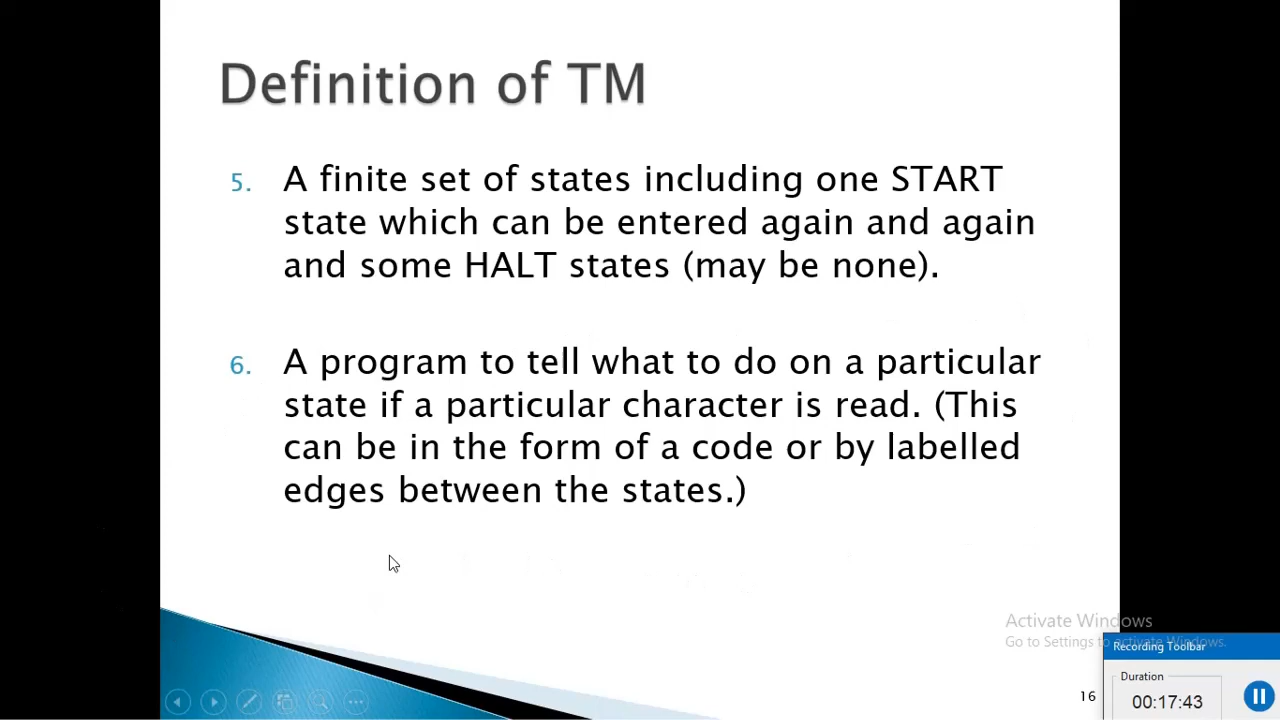 Definition of TM
5. A finite set of states including one START
state which can be entered again and again
and some HALT states (may be none).
6. A program to tell what to do on a particular
state if a particular character is read. (This
can be in the form of a code or by labelled
edges between the states.)
Activate Windows
Go to Settings to activate Windows.
Recording Toolbar
Duration
16
00:17:43